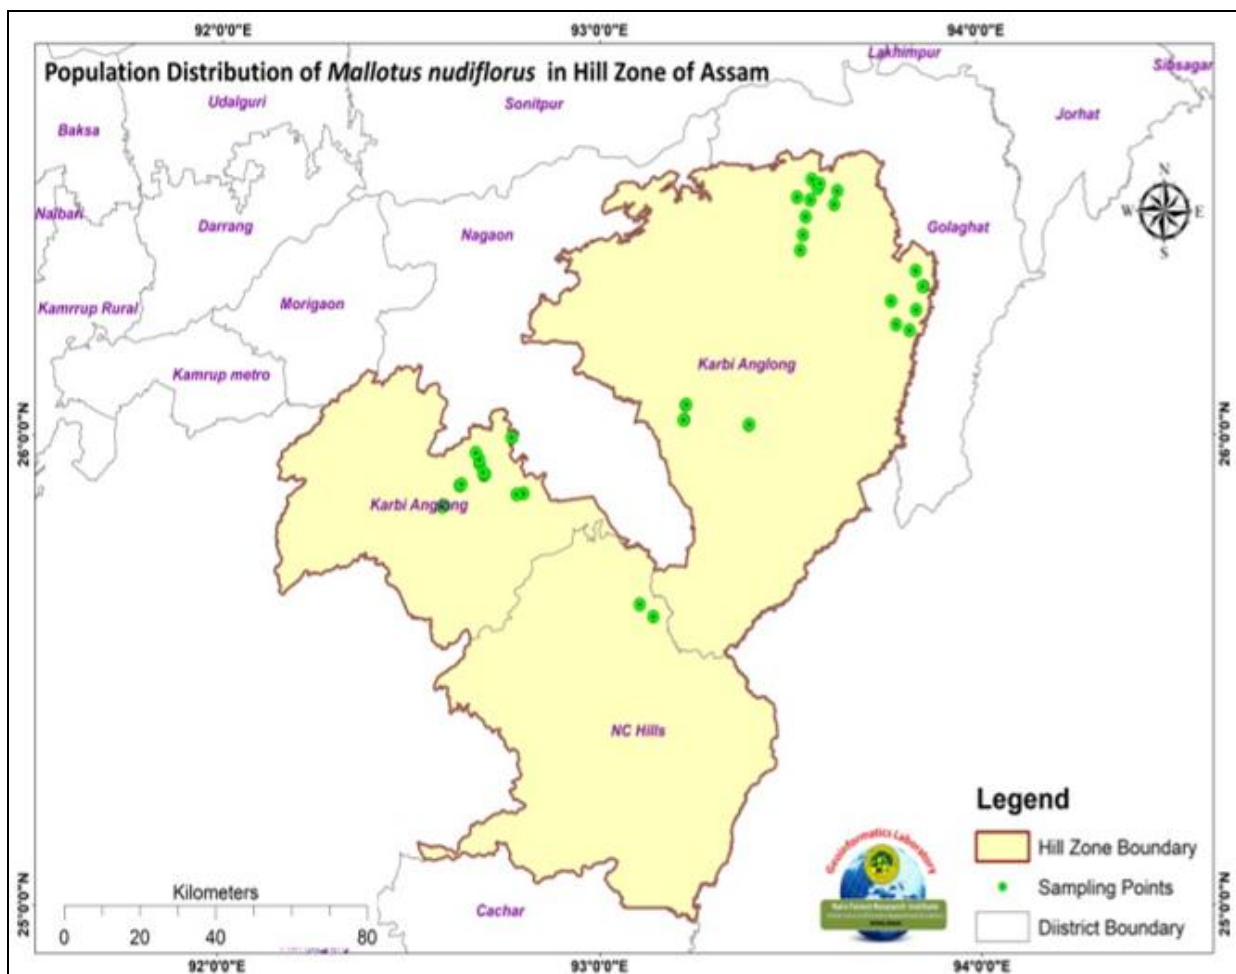 92°0'0"E 93°0'0"E 94°0'0"E
Population Distribution of Mallotus nudiflorus in Hill Zone of Assam
Lakhimpur
Sibsagar
Udalguri
Sonitpur
Jorhat
Baksa
N
Nalbari
W E
S
Darrang
Nagaon
Golaghat
Kamrrup Rural
Morigaon
Kamrup metro
Karbi Anglong
26°0'0"N
26°0'0"N
Karbi Anglong
NC Hills
Legend
Hill Zone Boundary
Sampling Points
Diistrict Boundary
Geoinformatics Laboratory
Rain Forest Research Institute
Kilometers
0 20 40 80
Cachar
25°0'0"N
25°0'0"N
92°0'0"E 93°0'0"E 94°0'0"E